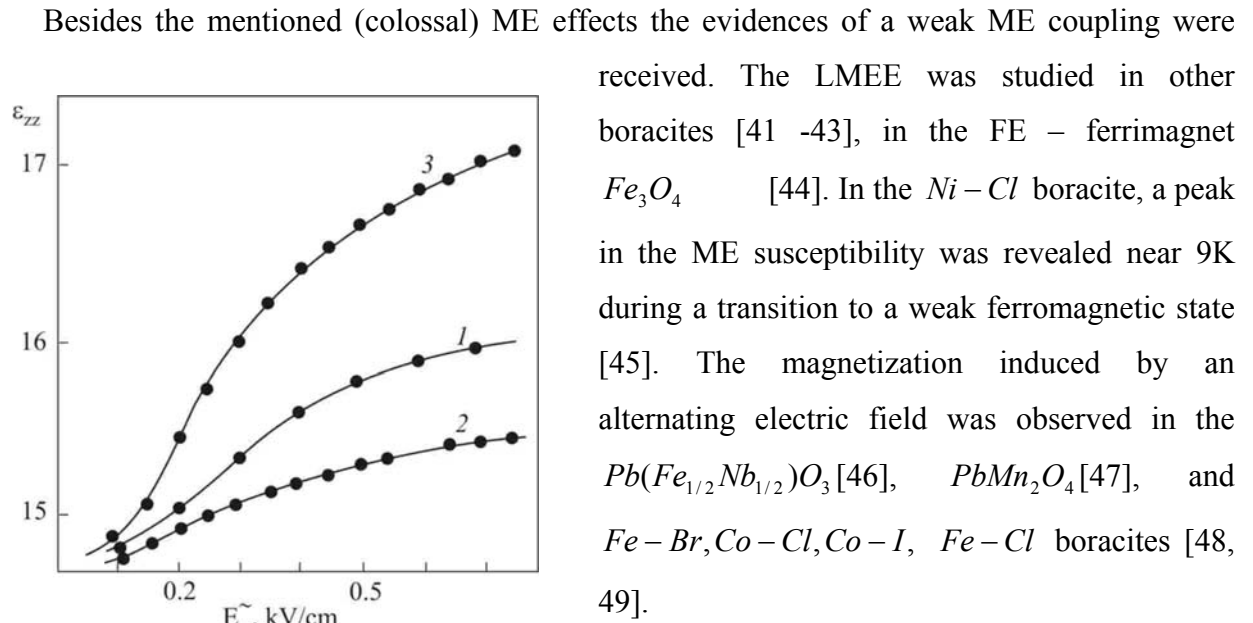 Besides the mentioned (colossal) ME effects the evidences of a weak ME coupling were
received. The LMEE was studied in other
boracites [41 -43], in the FE – ferrimagnet
Fe₃O₄ [44]. In the Ni – Cl boracite, a peak
in the ME susceptibility was revealed near 9K
during a transition to a weak ferromagnetic state
[45]. The magnetization induced by an
alternating electric field was observed in the
Pb(Fe₁/₂Nb₁/₂)O₃[46], PbMn₂O₄[47], and
Fe – Br, Co – Cl, Co – I, Fe – Cl boracites [48,
49].
ε_zz
17
16
15
3
1
2
0.2 0.5
E~, kV/cm